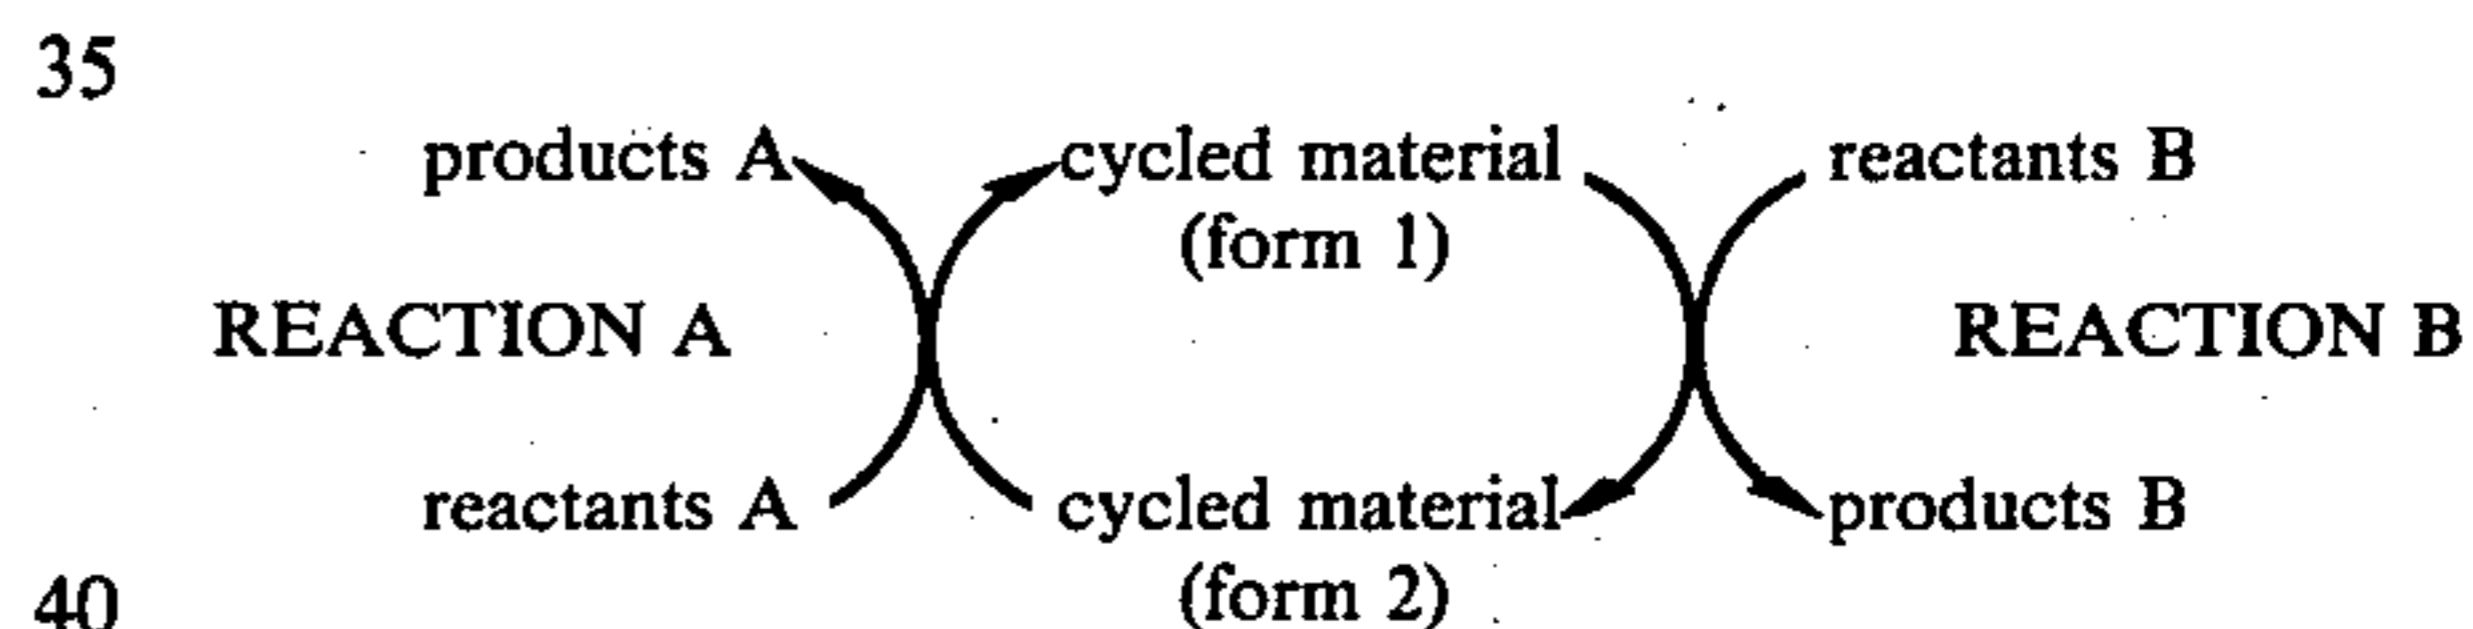 35
products A cycled material reactants B
(form 1)
REACTION A REACTION B
reactants A cycled material products B
(form 2)
40